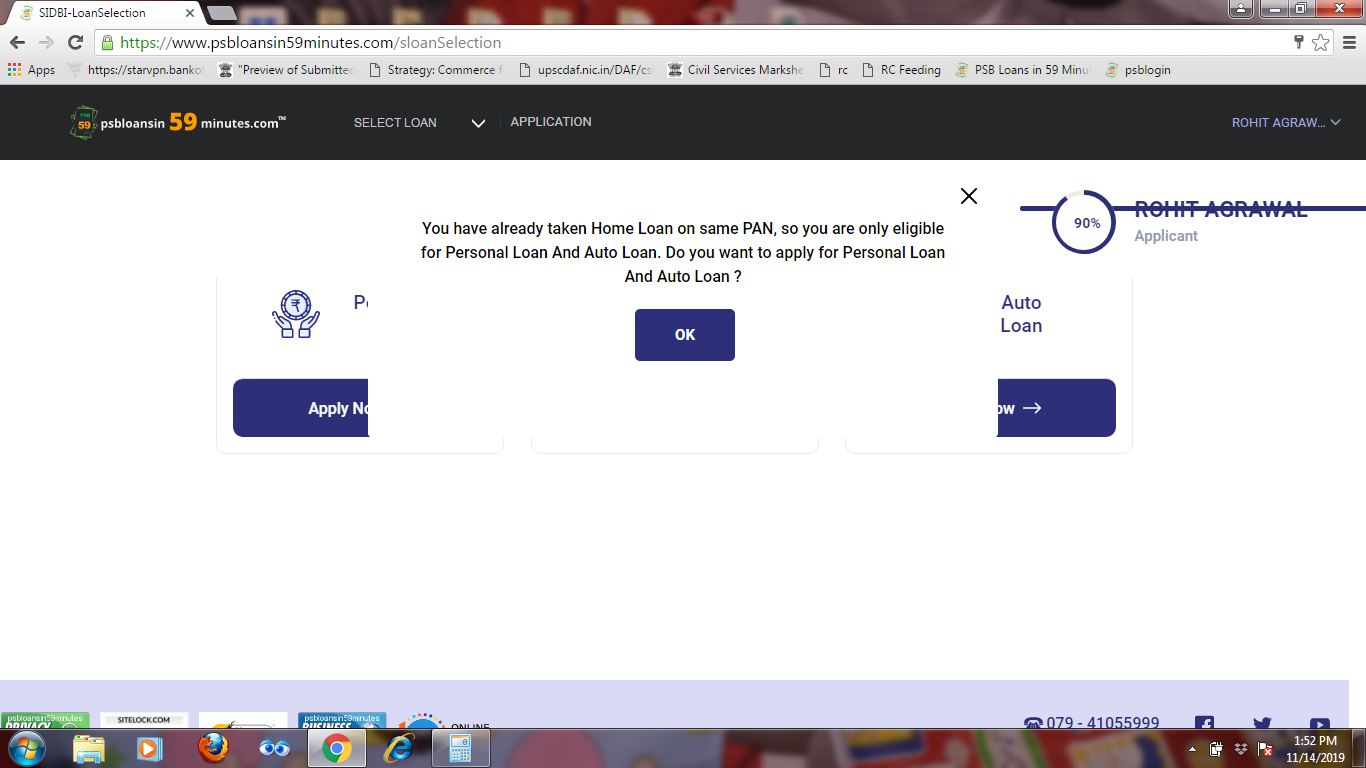 SIDBI-LoanSelection
https://www.psbloansin59minutes.com/sloanSelection
Apps https://starvpn.banko "Preview of Submitted Strategy: Commerce f upscdaf.nic.in/DAF/cs Civil Services Markshe rc RC Feeding PSB Loans in 59 Minu psblogin
PSB 59 psbloansin 59 minutes.com™ SELECT LOAN APPLICATION ROHIT AGRAW...
90% ROHIT AGRAWAL
Applicant
You have already taken Home Loan on same PAN, so you are only eligible
for Personal Loan And Auto Loan. Do you want to apply for Personal Loan
And Auto Loan ?
Auto
Loan
OK
Apply No
ow
psbloansin59minutes SITELOCK.COM psbloansin59minutes
PRIVACY BUSINESS ONLINE 079 - 41055999
1:52 PM
11/14/2019